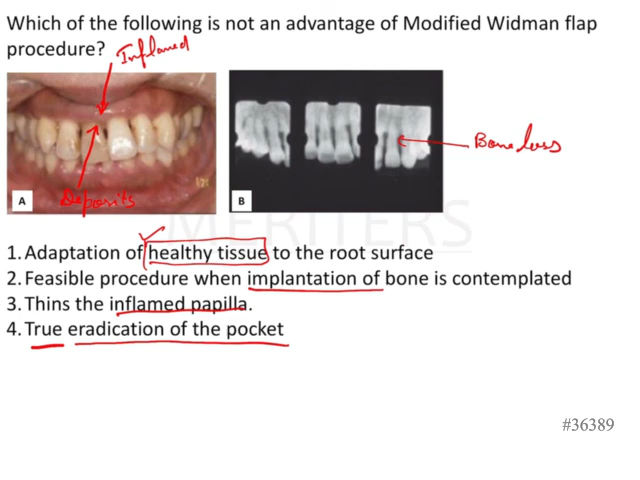 Which of the following is not an advantage of Modified Widman flap
procedure?
Inflamed
Deposits
A
B
Bone loss
MERITERS
1. Adaptation of healthy tissue to the root surface
2. Feasible procedure when implantation of bone is contemplated
3. Thins the inflamed papilla.
4. True eradication of the pocket
#36389